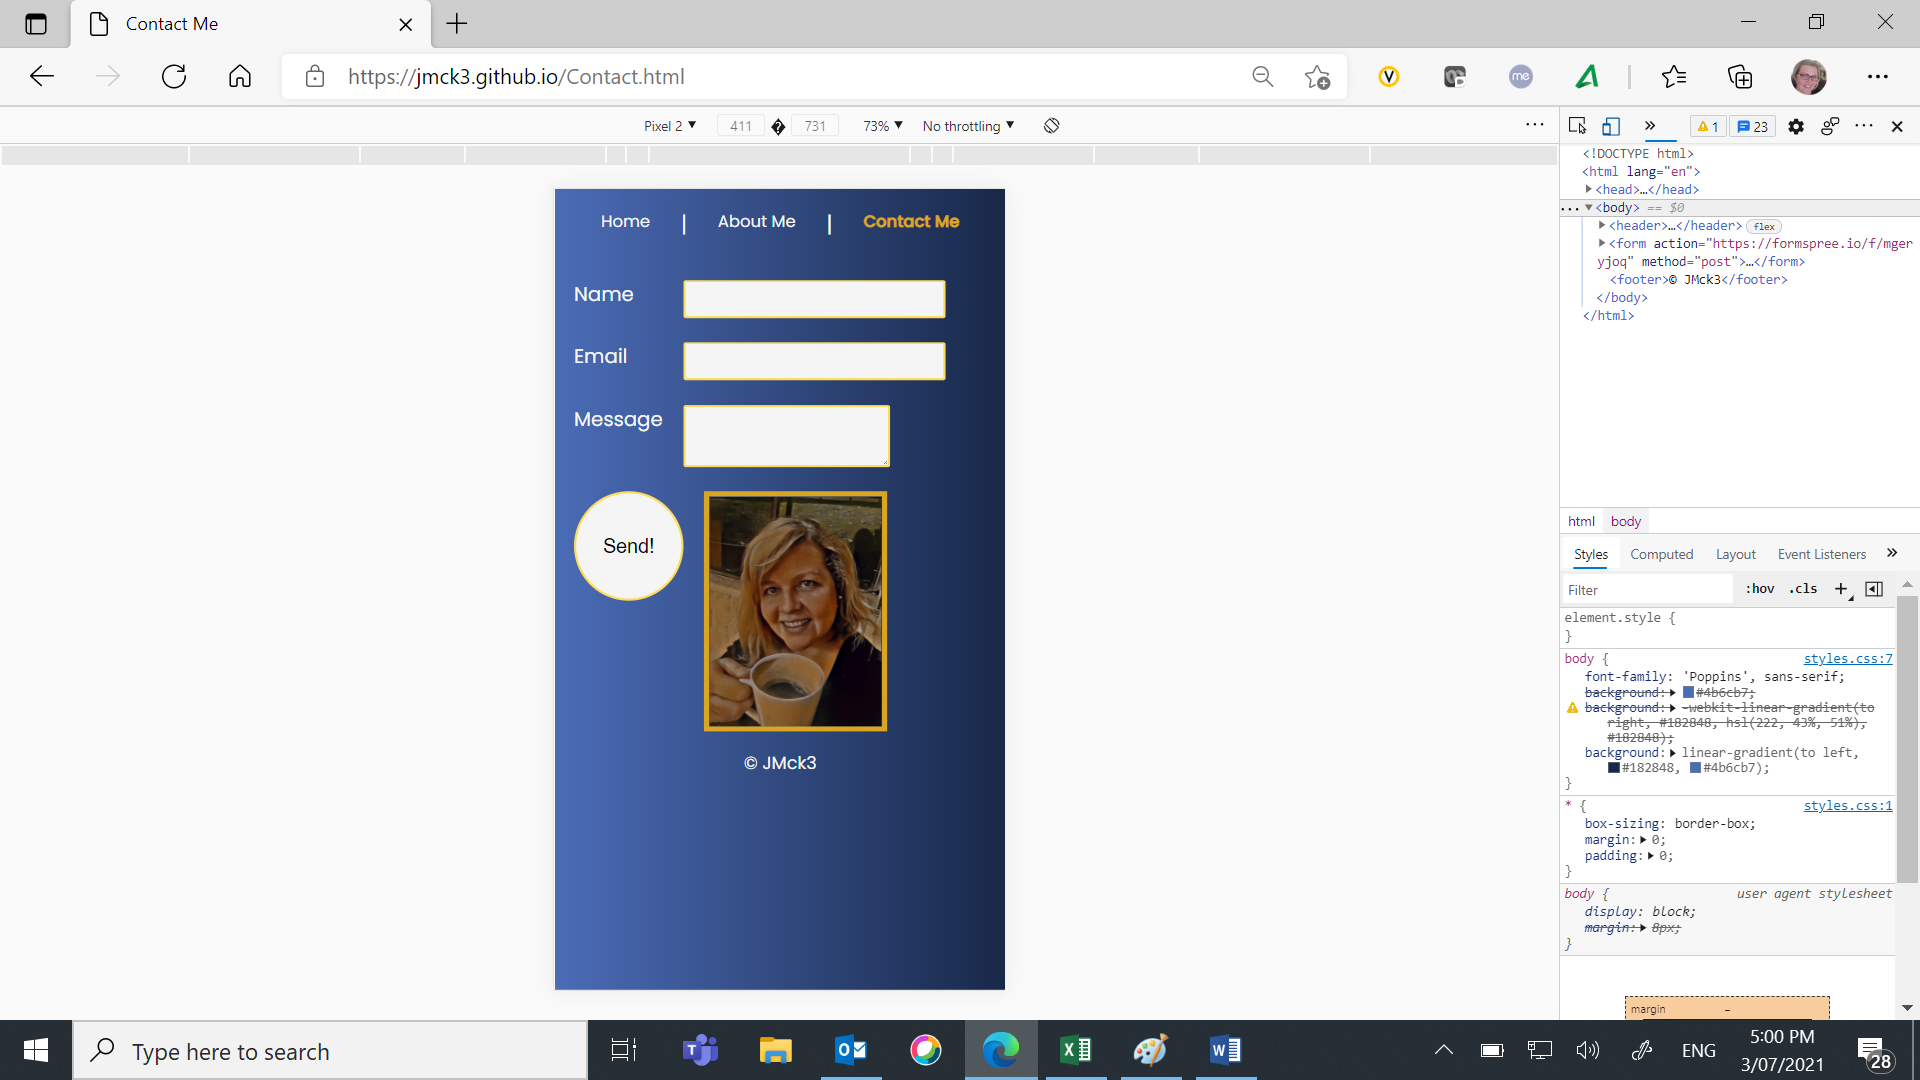 Contact Me
https://jmck3.github.io/Contact.html
me
Pixel 2 411 � 731 73% No throttling
1 23
<!DOCTYPE html>
<html lang="en">
<head>…</head>
… <body> == $0
<header>…</header> flex
<form action="https://formspree.io/f/mger
yjoq" method="post">…</form>
<footer>© JMck3</footer>
</body>
</html>
Home | About Me | Contact Me
Name
Email
Message
Send!
© JMck3
html body
Styles Computed Layout Event Listeners
Filter :hov .cls
element.style {
}
body { styles.css:7
font-family: 'Poppins', sans-serif;
background: #4b6cb7;
background: -webkit-linear-gradient(to
right, #182848, hsl(222, 43%, 51%),
#182848);
background: linear-gradient(to left,
#182848, #4b6cb7);
}
* { styles.css:1
box-sizing: border-box;
margin: 0;
padding: 0;
}
body { user agent stylesheet
display: block;
margin: 8px;
}
margin -
Type here to search
ENG
5:00 PM
3/07/2021
28